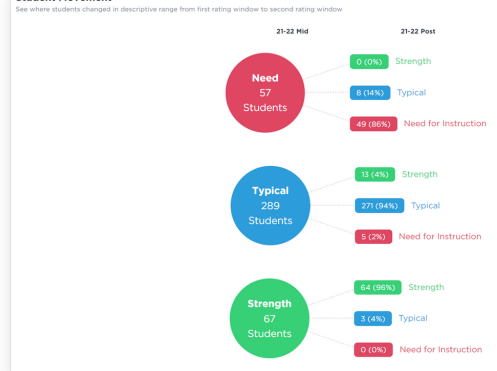 Student Movement
See where students changed in descriptive range from first rating window to second rating window
21-22 Mid
21-22 Post
Need
57
Students
0 (0%) Strength
8 (14%) Typical
49 (86%) Need for Instruction
Typical
289
Students
13 (4%) Strength
271 (94%) Typical
5 (2%) Need for Instruction
Strength
67
Students
64 (96%) Strength
3 (4%) Typical
0 (0%) Need for Instruction